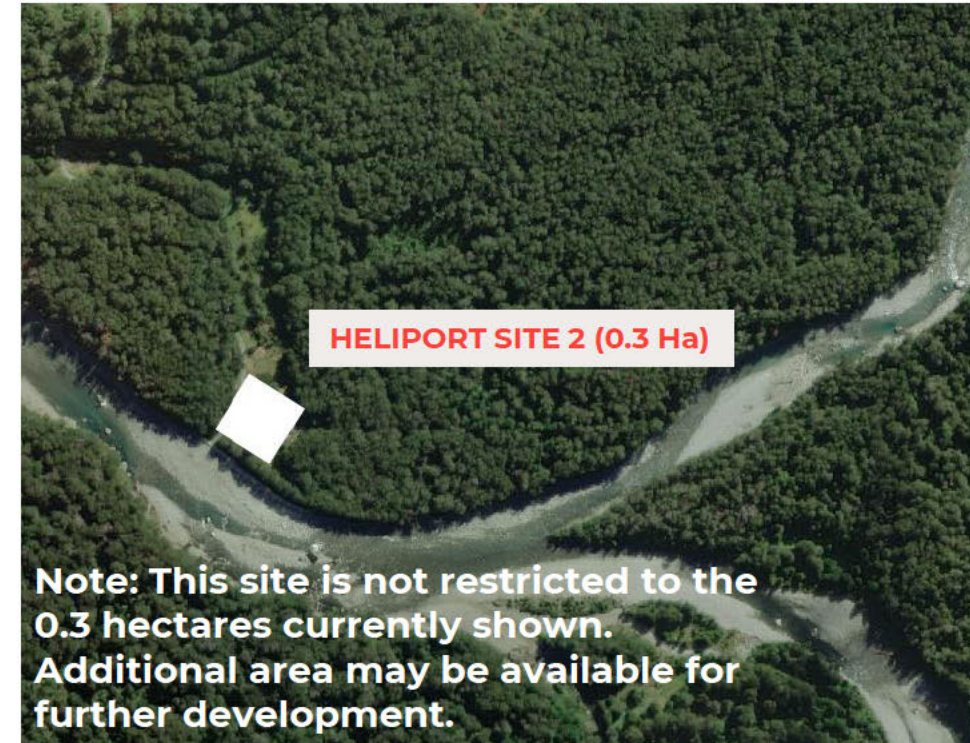 HELIPORT SITE 2 (0.3 Ha)
Note: This site is not restricted to the
0.3 hectares currently shown.
Additional area may be available for
further development.